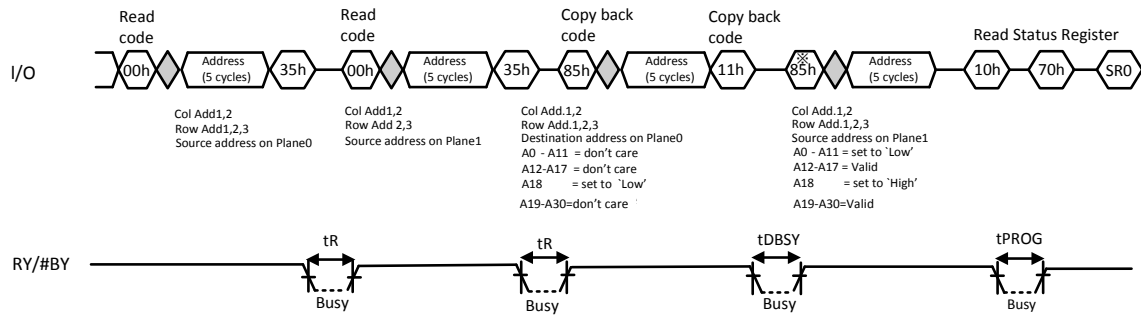 Read
code
Read
code
Copy back
code
Copy back
code
Read Status Register
I/O
00h
Address
(5 cycles)
35h
00h
Address
(5 cycles)
35h
85h
Address
(5 cycles)
11h
※
85h
Address
(5 cycles)
10h
70h
SR0
Col Add1,2
Row Add1,2,3
Source address on Plane0
Col Add1,2
Row Add 2,3
Source address on Plane1
Col Add.1,2
Row Add.1,2,3
Destination address on Plane0
A0 - A11 = don't care
A12-A17 = don't care
A18 = set to `Low'
A19-A30=don't care
Col Add.1,2
Row Add.1,2,3
Source address on Plane1
A0 - A11 = set to `Low'
A12-A17 = Valid
A18 = set to `High'
A19-A30=Valid
RY/#BY
tR
Busy
tR
Busy
tDBSY
Busy
tPROG
Busy